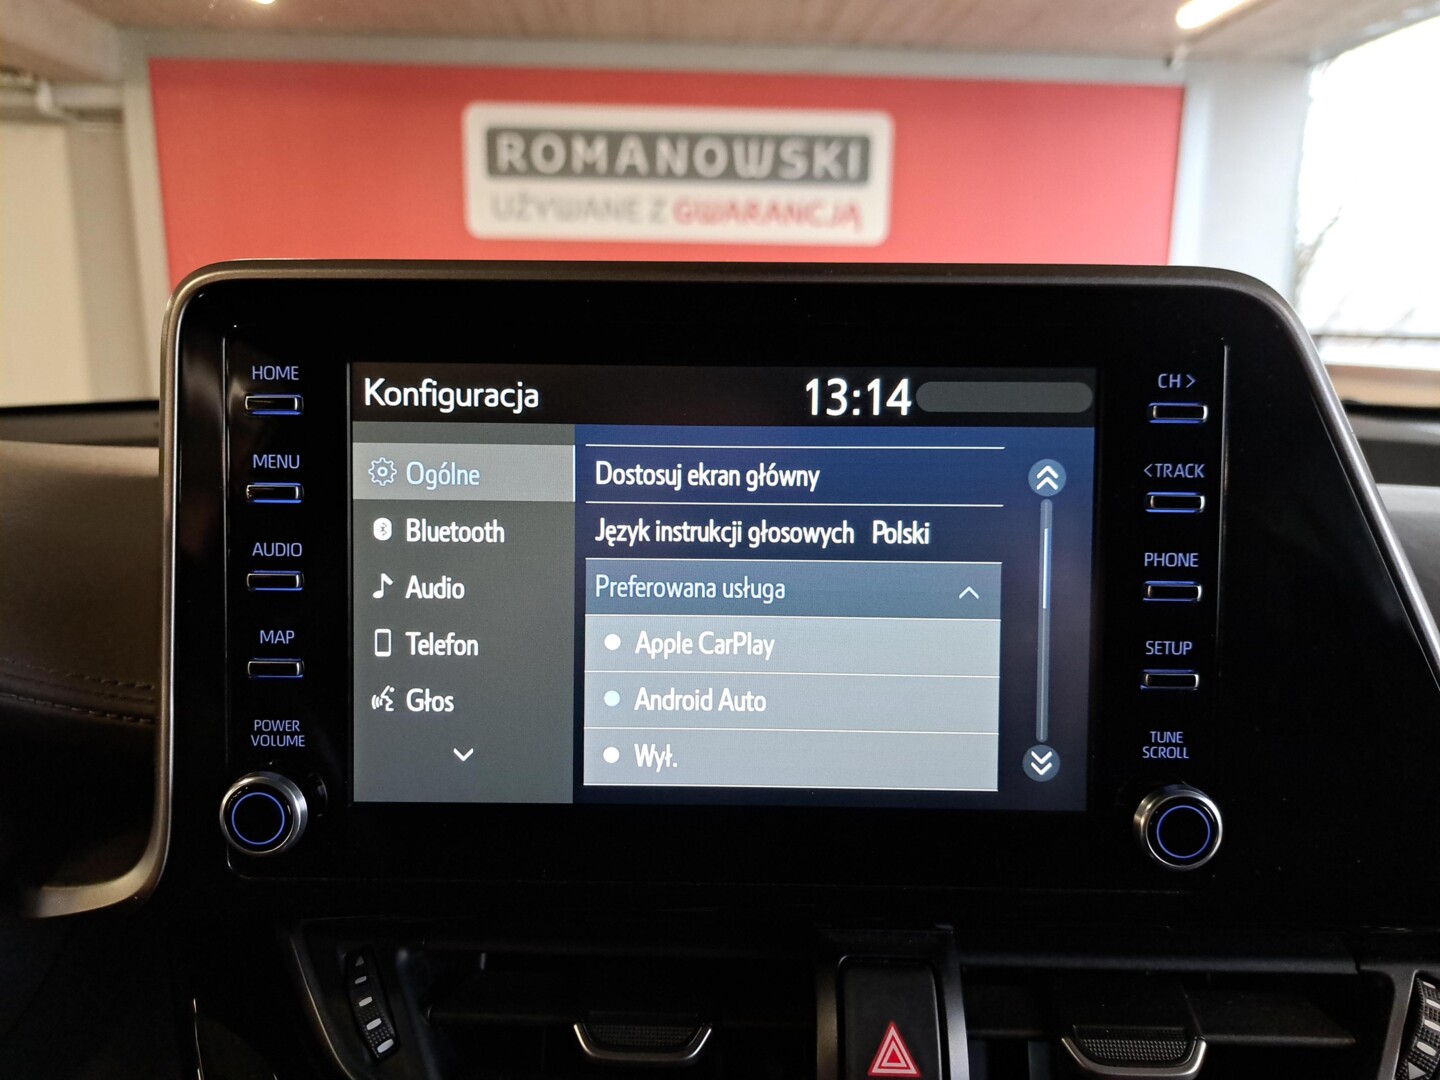 ROMANOWSKI
UŻYWANE Z GWARANCJĄ
HOME
MENU
AUDIO
MAP
POWER
VOLUME
Konfiguracja 13:14
Ogólne
Bluetooth
Audio
Telefon
Głos
Dostosuj ekran główny
Język instrukcji głosowych Polski
Preferowana usługa
Apple CarPlay
Android Auto
Wył.
CH >
< TRACK
PHONE
SETUP
TUNE
SCROLL